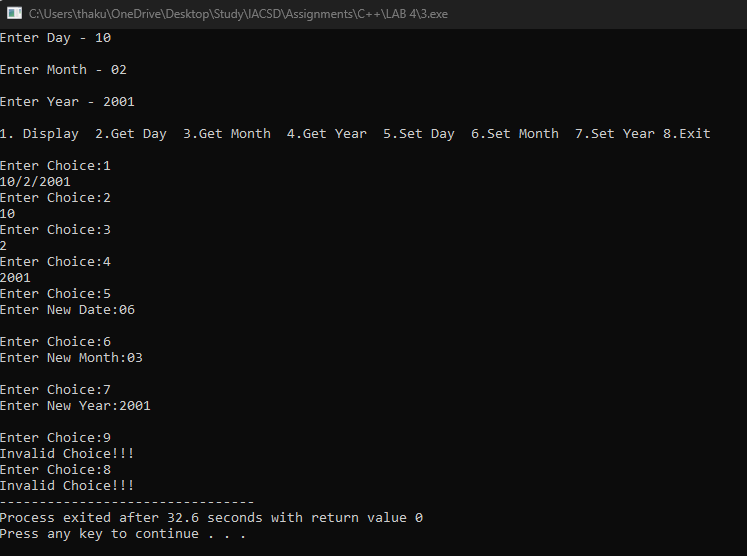 C:\Users\thaku\OneDrive\Desktop\Study\IACSD\Assignments\C++\LAB 4\3.exe
Enter Day - 10
Enter Month - 02
Enter Year - 2001
1. Display  2.Get Day  3.Get Month  4.Get Year  5.Set Day  6.Set Month  7.Set Year 8.Exit
Enter Choice:1
10/2/2001
Enter Choice:2
10
Enter Choice:3
2
Enter Choice:4
2001
Enter Choice:5
Enter New Date:06
Enter Choice:6
Enter New Month:03
Enter Choice:7
Enter New Year:2001
Enter Choice:9
Invalid Choice!!!
Enter Choice:8
Invalid Choice!!!
--------------------------------
Process exited after 32.6 seconds with return value 0
Press any key to continue . . .